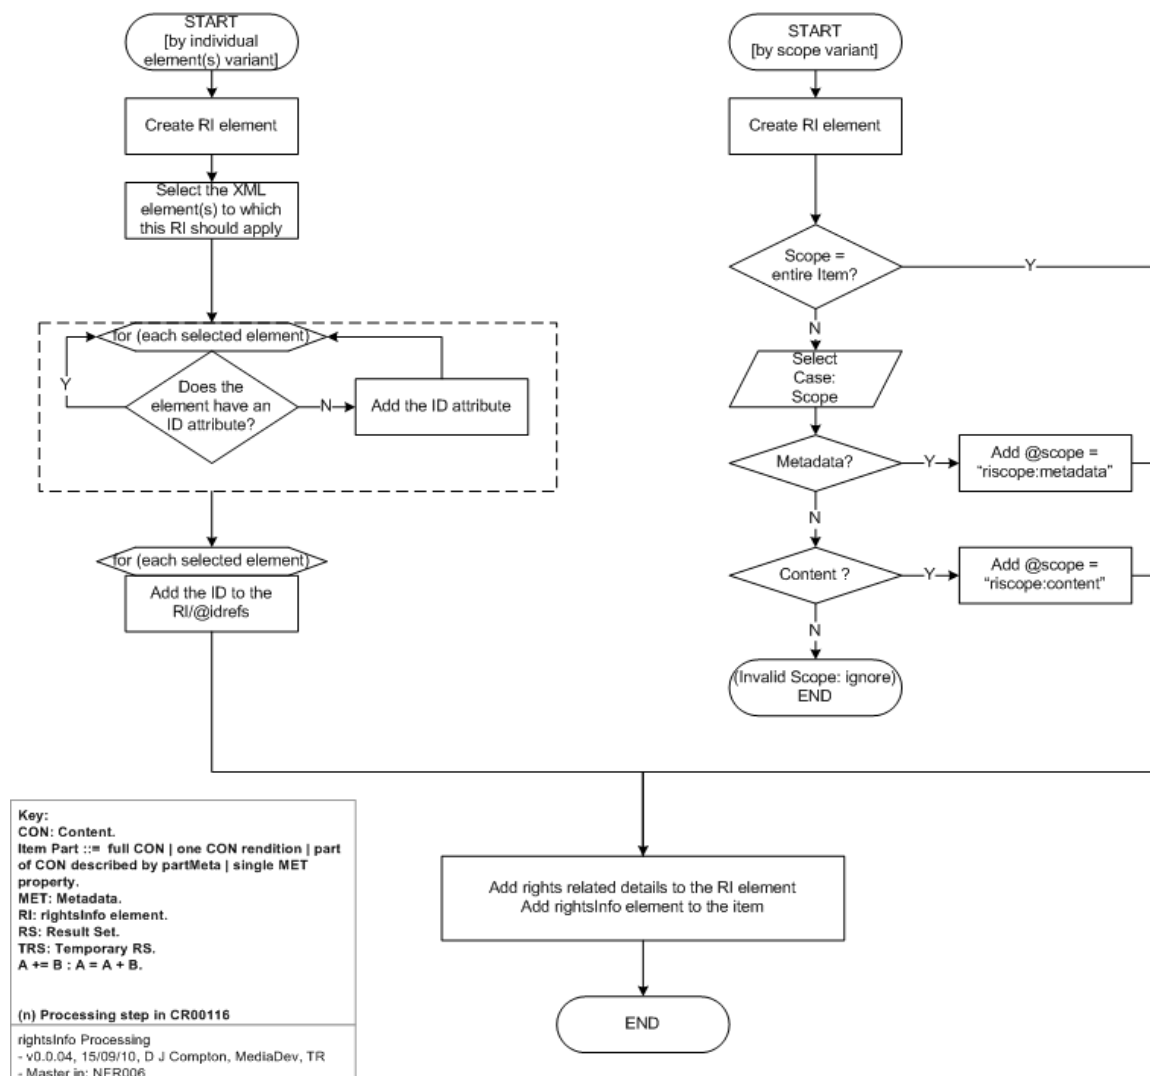 START
[by individual
element(s) variant]
Create RI element
Select the XML
element(s) to which
this RI should apply
for (each selected element)
Y
Does the
element have an
ID attribute?
N
Add the ID attribute
for (each selected element)
Add the ID to the
RI/@idrefs
START
[by scope variant]
Create RI element
Scope =
entire Item?
Y
N
Select
Case:
Scope
Metadata?
Y
Add @scope =
“riscope:metadata”
N
Content ?
Y
Add @scope =
“riscope:content”
N
(Invalid Scope: ignore)
END
Add rights related details to the RI element
Add rightsInfo element to the item
END
Key:
CON: Content.
Item Part ::= full CON | one CON rendition | part
of CON described by partMeta | single MET
property.
MET: Metadata.
RI: rightsInfo element.
RS: Result Set.
TRS: Temporary RS.
A += B : A = A + B.
(n) Processing step in CR00116
rightsInfo Processing
- v0.0.04, 15/09/10, D J Compton, MediaDev, TR
- Master in: NFR006